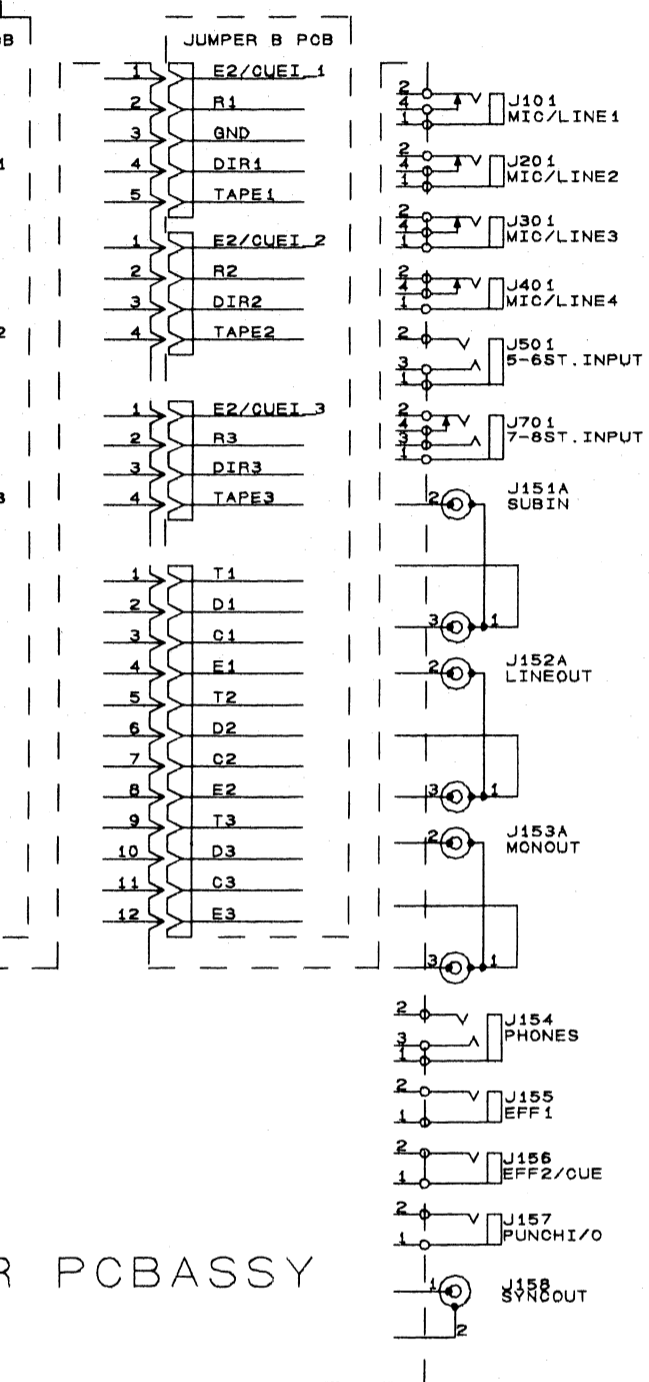 JUMPER B PCB
1 E2/CUEI_1
2 R1
3 GND
4 DIR1
5 TAPE1
1 E2/CUEI_2
2 R2
3 DIR2
4 TAPE2
1 E2/CUEI_3
2 R3
3 DIR3
4 TAPE3
1 T1
2 D1
3 C1
4 E1
5 T2
6 D2
7 C2
8 E2
9 T3
10 D3
11 C3
12 E3
2
4 J101
1 MIC/LINE1
2
4 J201
1 MIC/LINE2
2
4 J301
1 MIC/LINE3
2
4 J401
1 MIC/LINE4
2 J501
5-6ST.INPUT
3
1
2 J701
4 7-8ST.INPUT
3
1
J151A
2 SUBIN
3 1
J152A
2 LINEOUT
3 1
J153A
2 MONOUT
3 1
2 J154
PHONES
3
1
2 J155
1 EFF1
2 J156
1 EFF2/CUE
2 J157
1 PUNCHI/O
1 J158
SYNCOUT
2
R PCBASSY